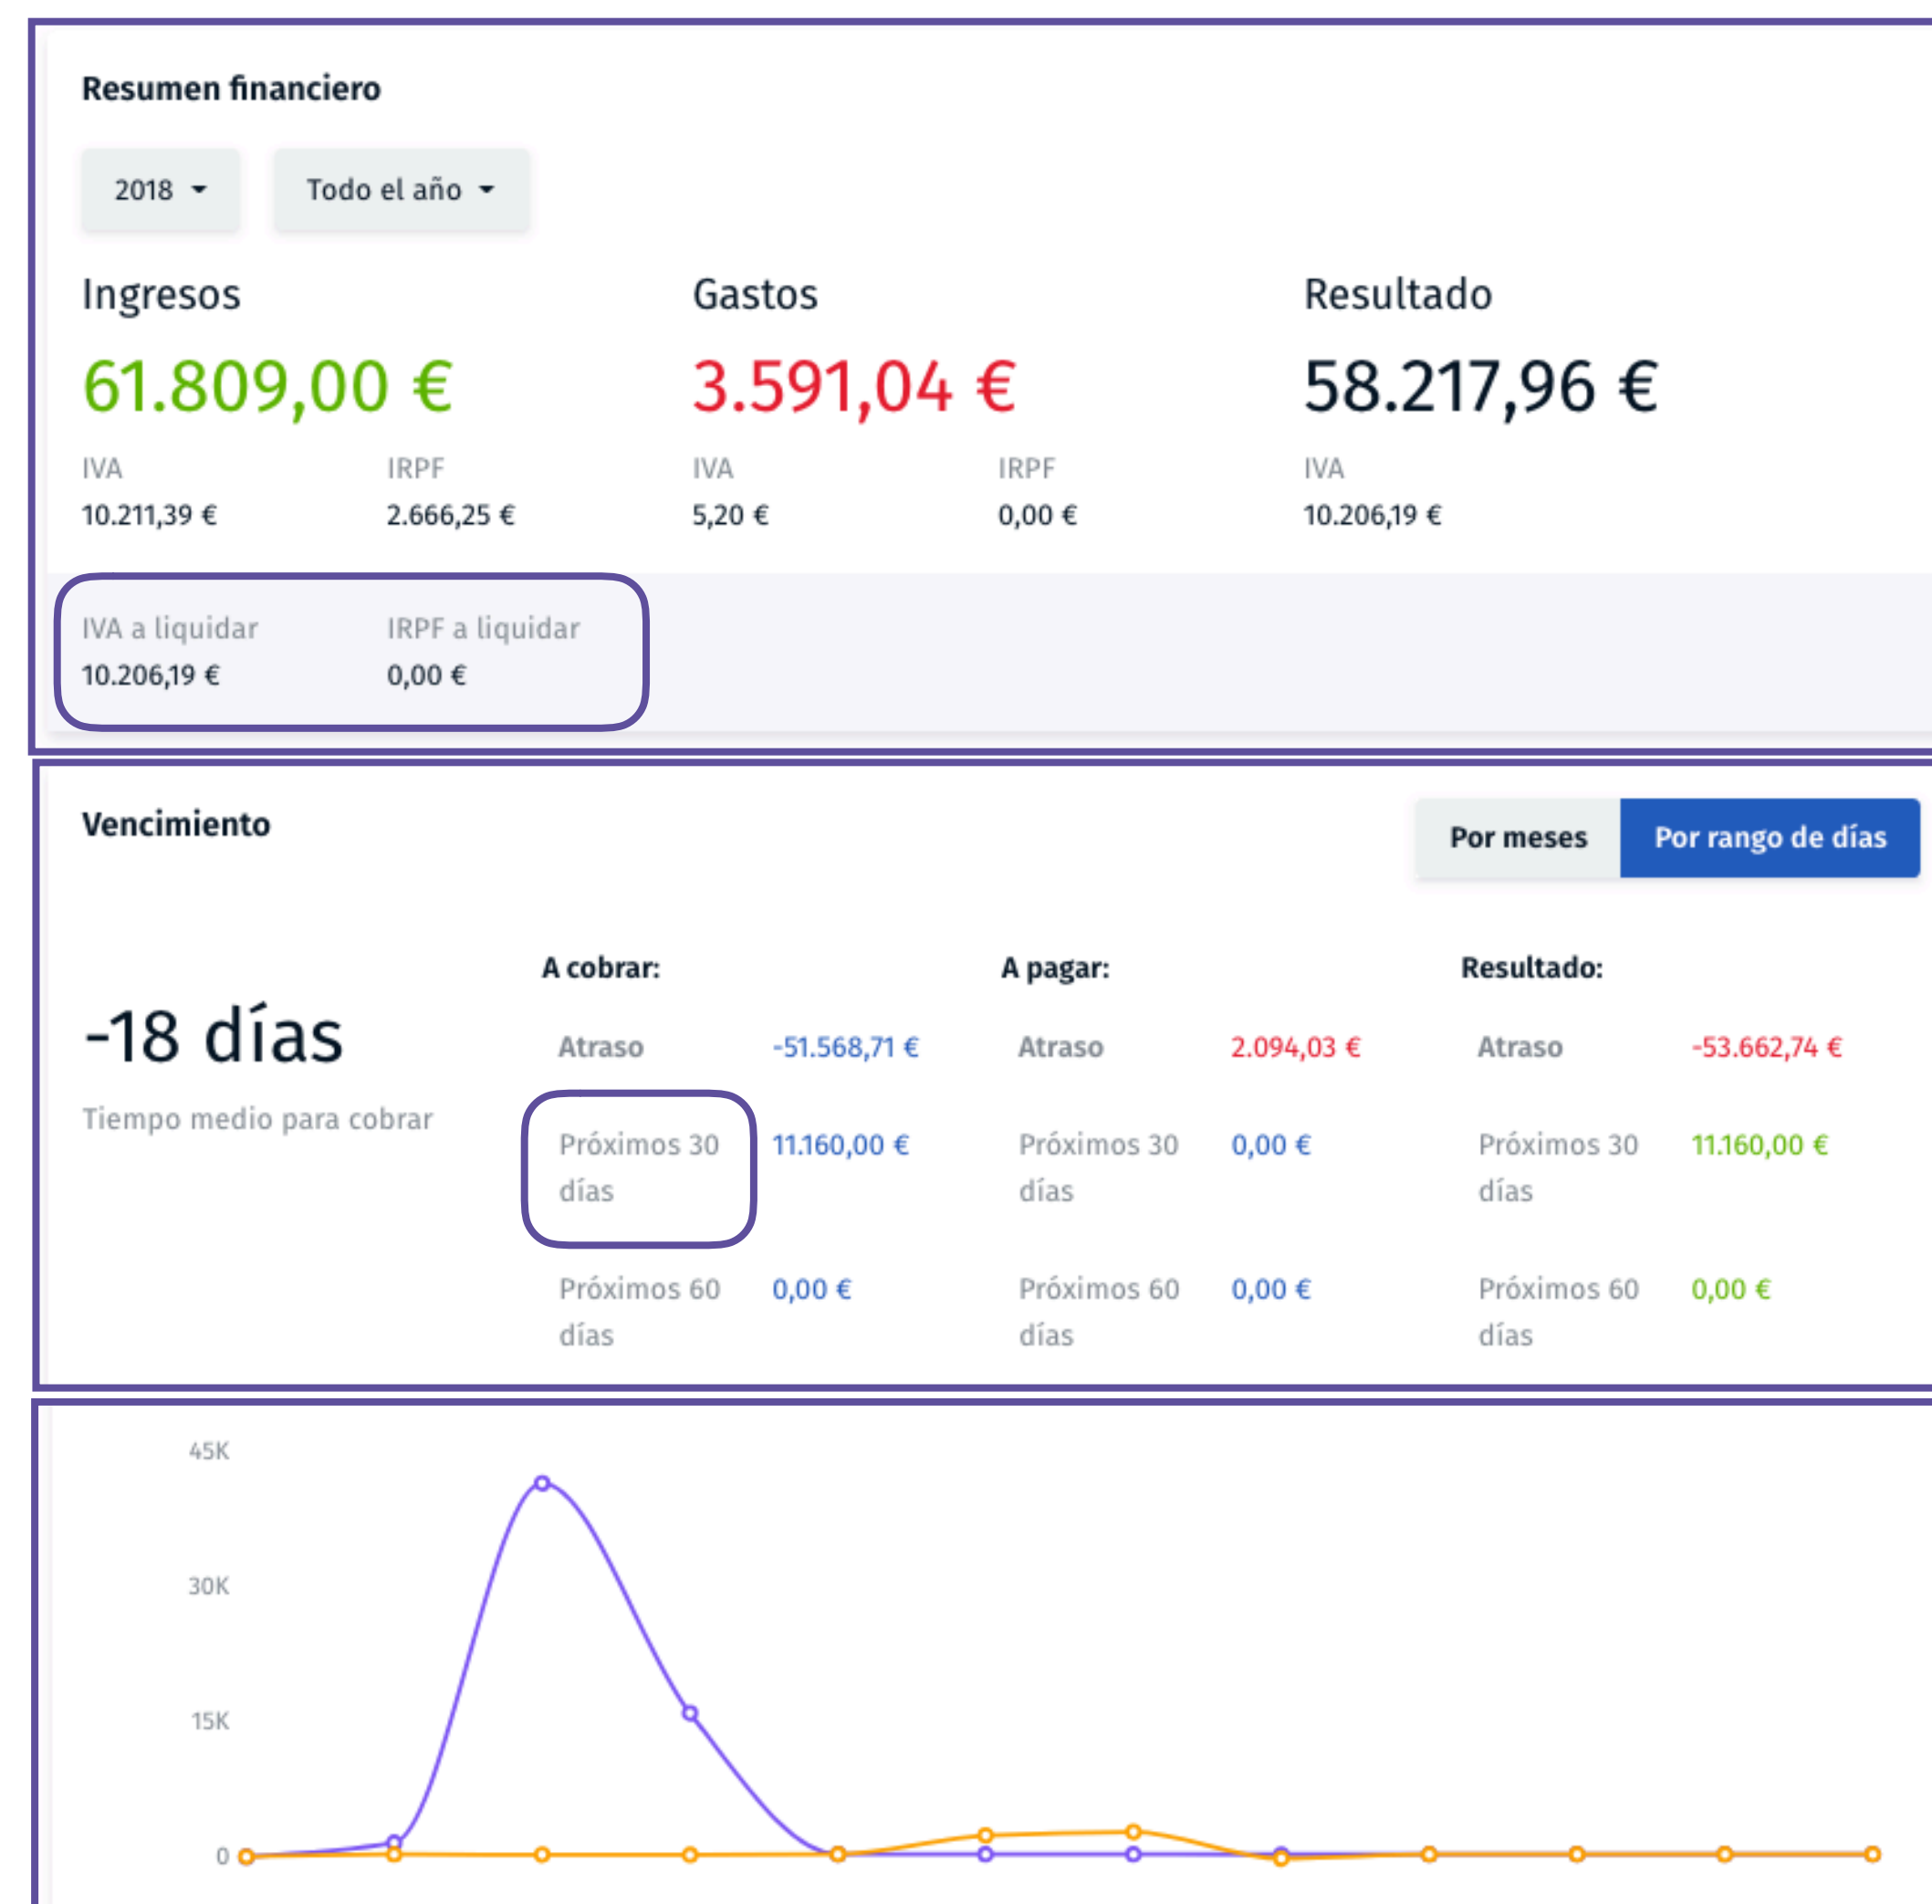 Resumen financiero
2018
Todo el año
Ingresos
Gastos
Resultado
61.809,00 €
3.591,04 €
58.217,96 €
IVA
IRPF
IVA
IRPF
IVA
10.211,39 €
2.666,25 €
5,20 €
0,00 €
10.206,19 €
IVA a liquidar
IRPF a liquidar
10.206,19 €
0,00 €
Vencimiento
Por meses
Por rango de días
-18 días
Tiempo medio para cobrar
A cobrar:
Atraso
-51.568,71 €
Próximos 30
días
11.160,00 €
Próximos 60
días
0,00 €
A pagar:
Atraso
2.094,03 €
Próximos 30
días
0,00 €
Próximos 60
días
0,00 €
Resultado:
Atraso
-53.662,74 €
Próximos 30
días
11.160,00 €
Próximos 60
días
0,00 €
45K
30K
15K
0